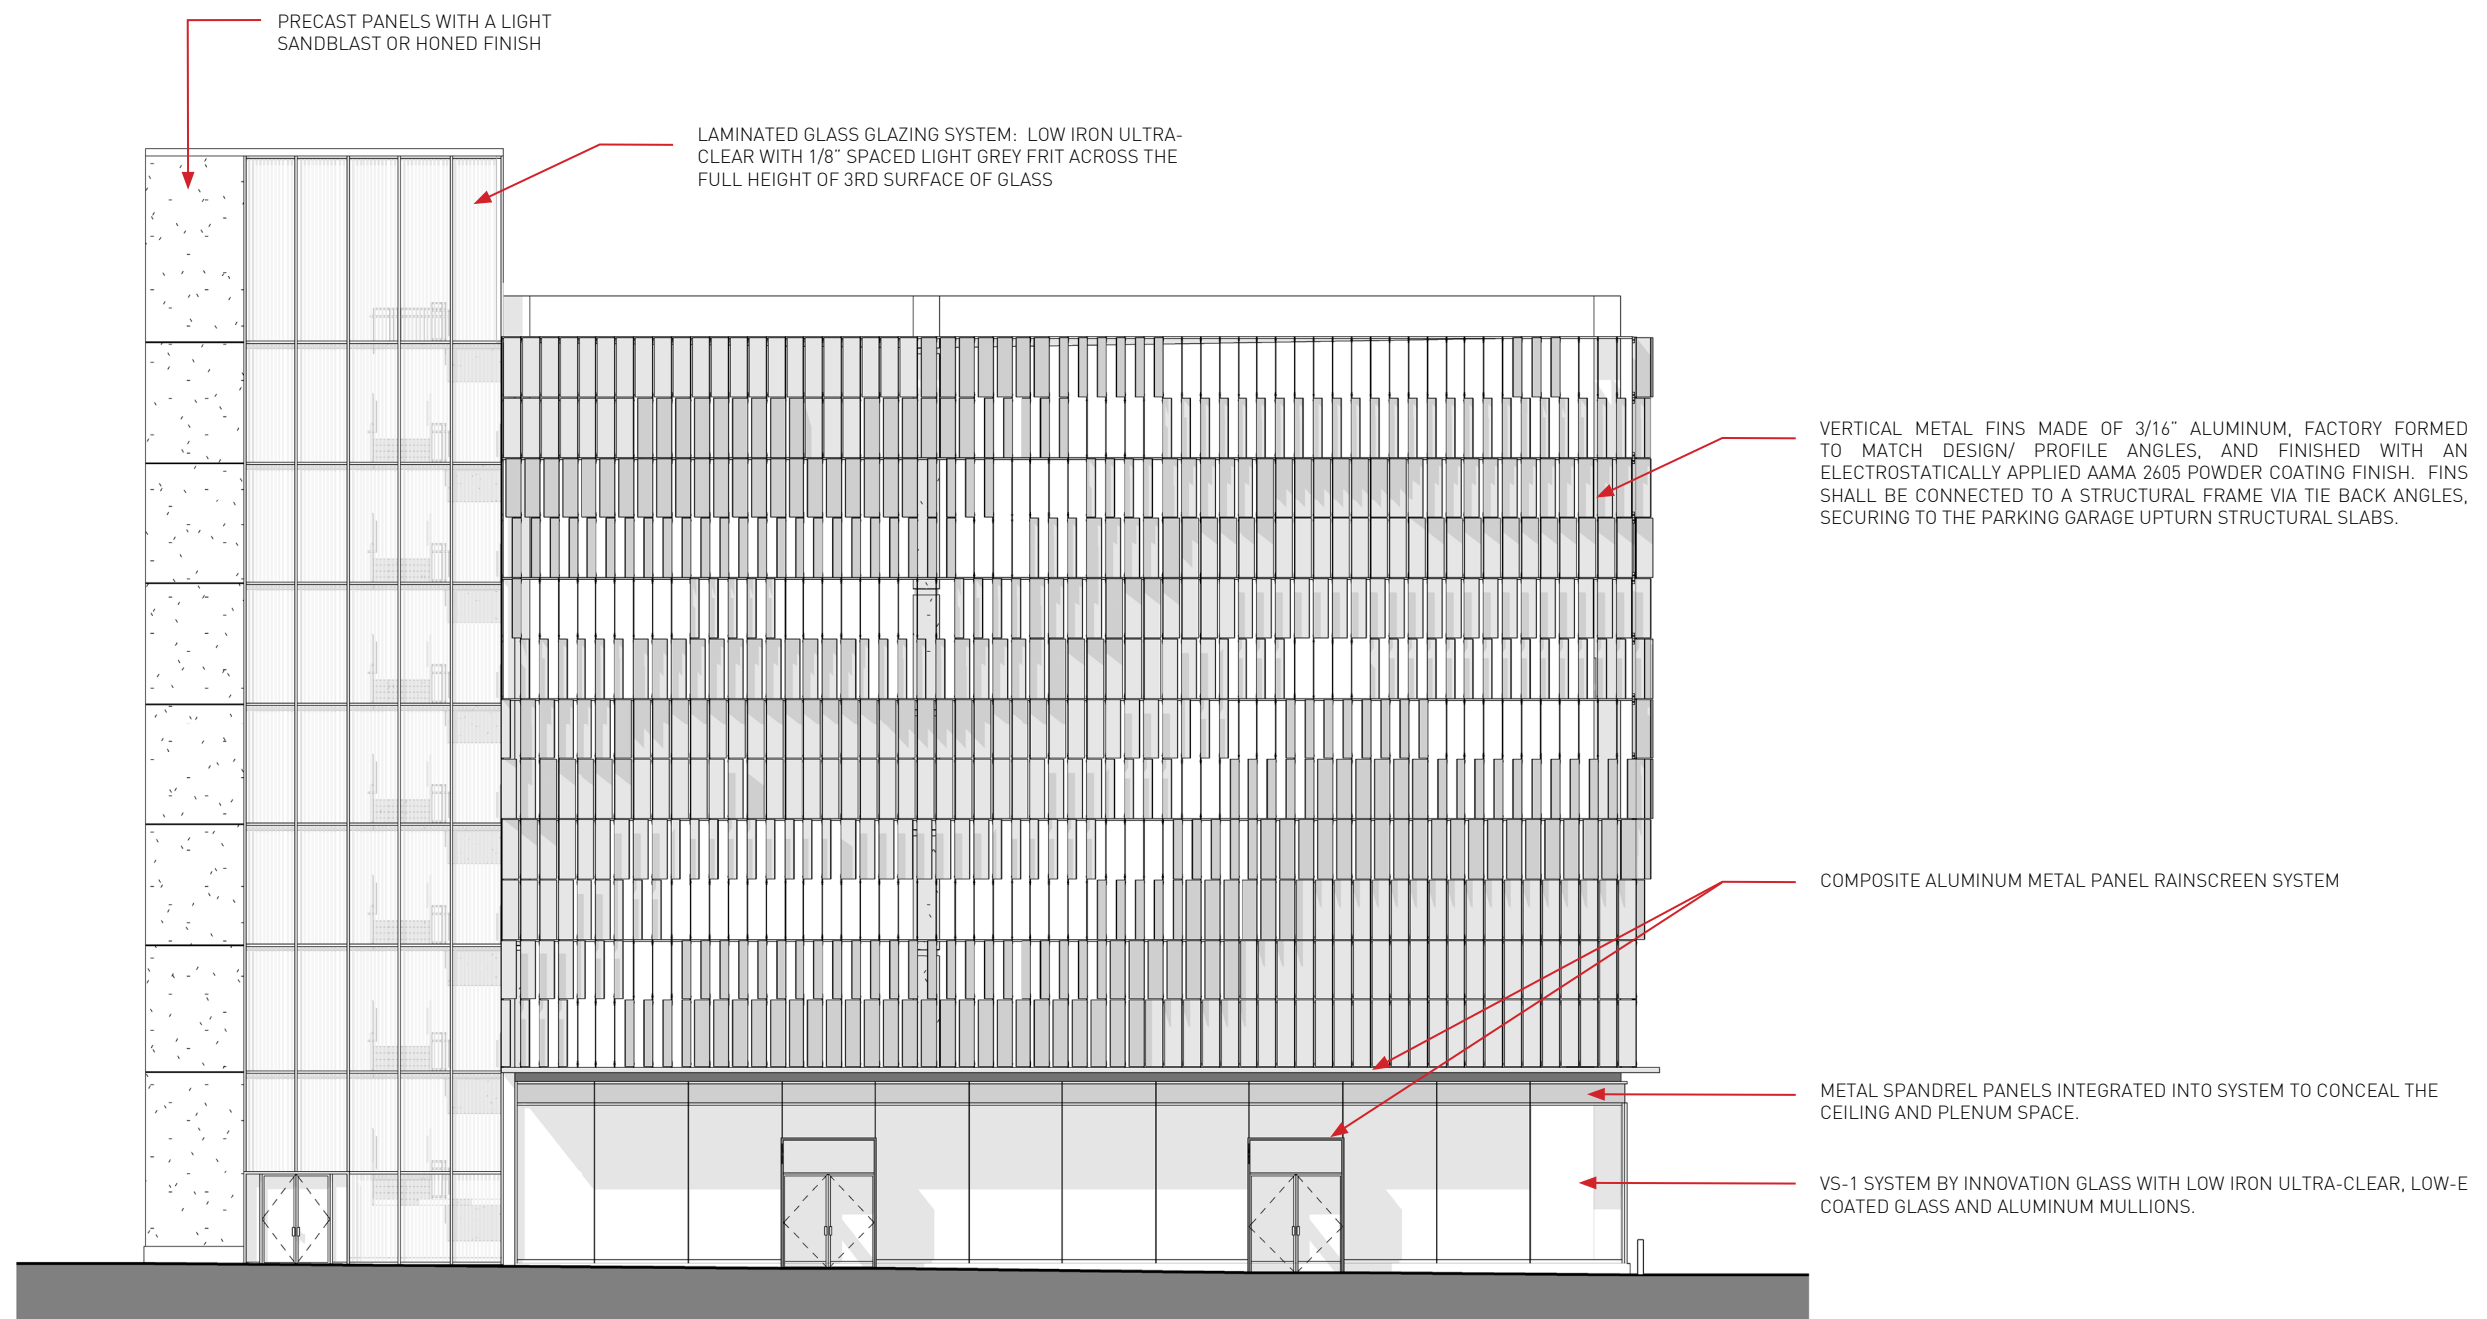 PRECAST PANELS WITH A LIGHT
SANDBLAST OR HONED FINISH
LAMINATED GLASS GLAZING SYSTEM: LOW IRON ULTRA-
CLEAR WITH 1/8" SPACED LIGHT GREY FRIT ACROSS THE
FULL HEIGHT OF 3RD SURFACE OF GLASS
VERTICAL METAL FINS MADE OF 3/16" ALUMINUM, FACTORY FORMED
TO MATCH DESIGN/ PROFILE ANGLES, AND FINISHED WITH AN
ELECTROSTATICALLY APPLIED AAMA 2605 POWDER COATING FINISH. FINS
SHALL BE CONNECTED TO A STRUCTURAL FRAME VIA TIE BACK ANGLES,
SECURING TO THE PARKING GARAGE UPTURN STRUCTURAL SLABS.
COMPOSITE ALUMINUM METAL PANEL RAINSCREEN SYSTEM
METAL SPANDREL PANELS INTEGRATED INTO SYSTEM TO CONCEAL THE
CEILING AND PLENUM SPACE.
VS-1 SYSTEM BY INNOVATION GLASS WITH LOW IRON ULTRA-CLEAR, LOW-E
COATED GLASS AND ALUMINUM MULLIONS.